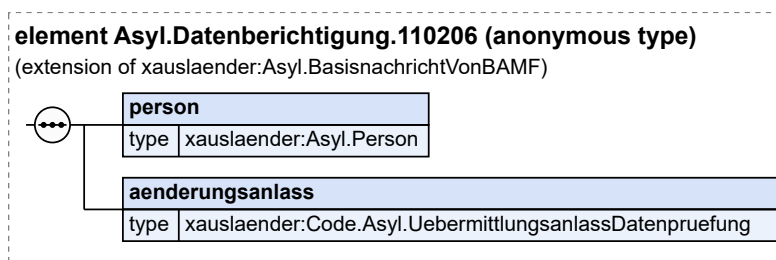 element Asyl.Datenberichtigung.110206 (anonymous type)
(extension of xauslaender:Asyl.BasisnachrichtVonBAMF)
person
type xauslaender:Asyl.Person
aenderungsanlass
type xauslaender:Code.Asyl.UebermittlungsanlassDatenpruefung